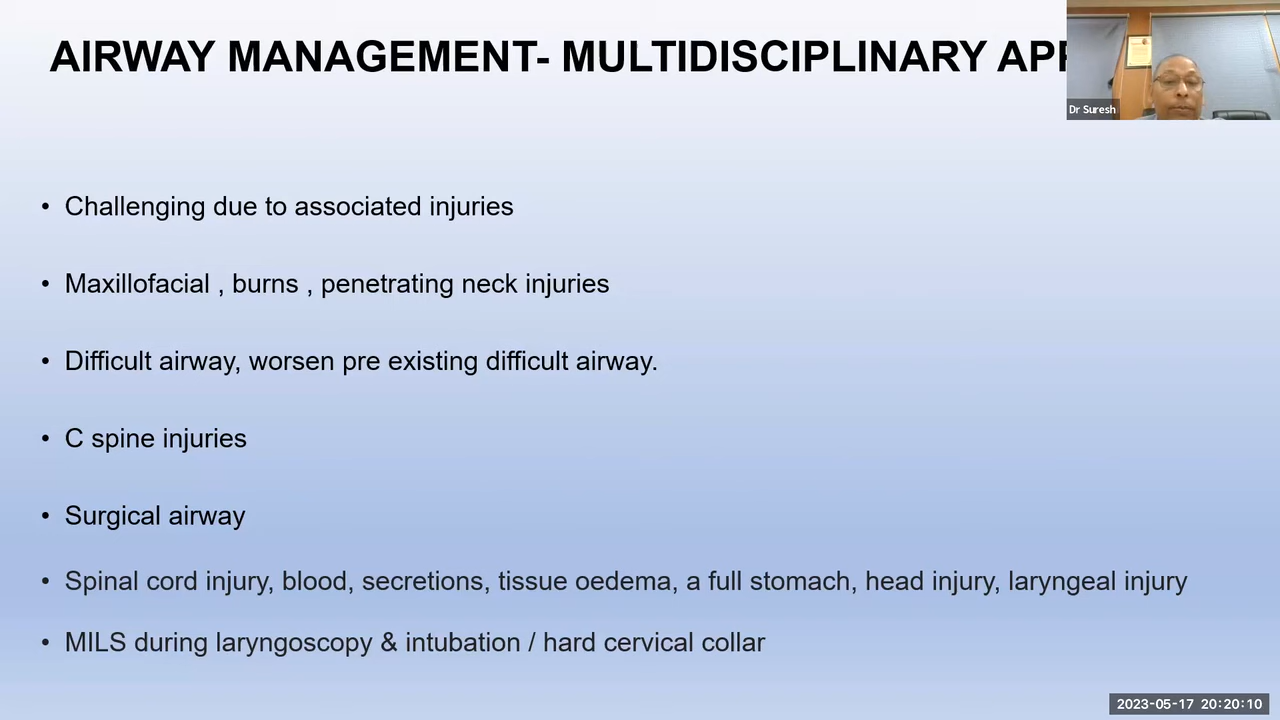 AIRWAY MANAGEMENT- MULTIDISCIPLINARY
Dr Suresh
• Challenging due to associated injuries
• Maxillofacial , burns , penetrating neck injuries
• Difficult airway, worsen pre existing difficult airway.
• C spine injuries
• Surgical airway
• Spinal cord injury, blood, secretions, tissue oedema, a full stomach, head injury, laryngeal injury
• MILS during laryngoscopy & intubation / hard cervical collar
2023-05-17 20:20:10